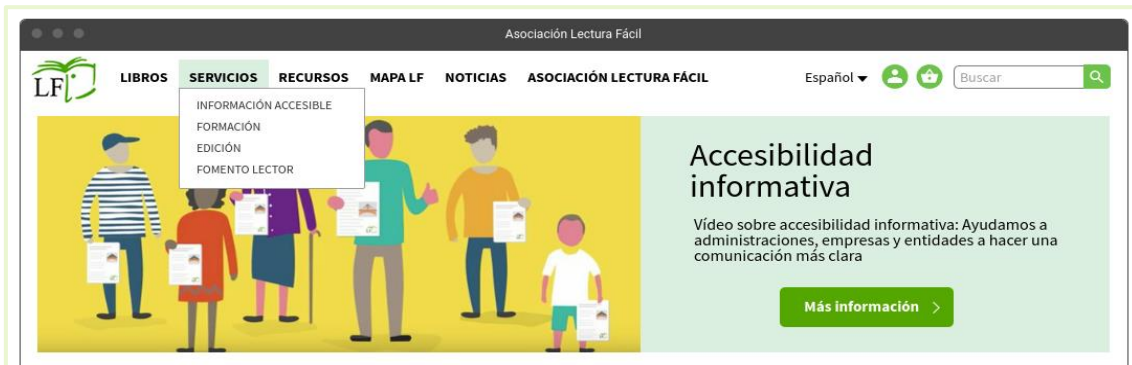 Asociación Lectura Fácil
LF
LIBROS SERVICIOS RECURSOS MAPA LF NOTICIAS ASOCIACIÓN LECTURA FÁCIL Español Buscar
INFORMACIÓN ACCESIBLE
FORMACIÓN
EDICIÓN
FOMENTO LECTOR
Accesibilidad
informativa
Vídeo sobre accesibilidad informativa: Ayudamos a
administraciones, empresas y entidades a hacer una
comunicación más clara
Más información